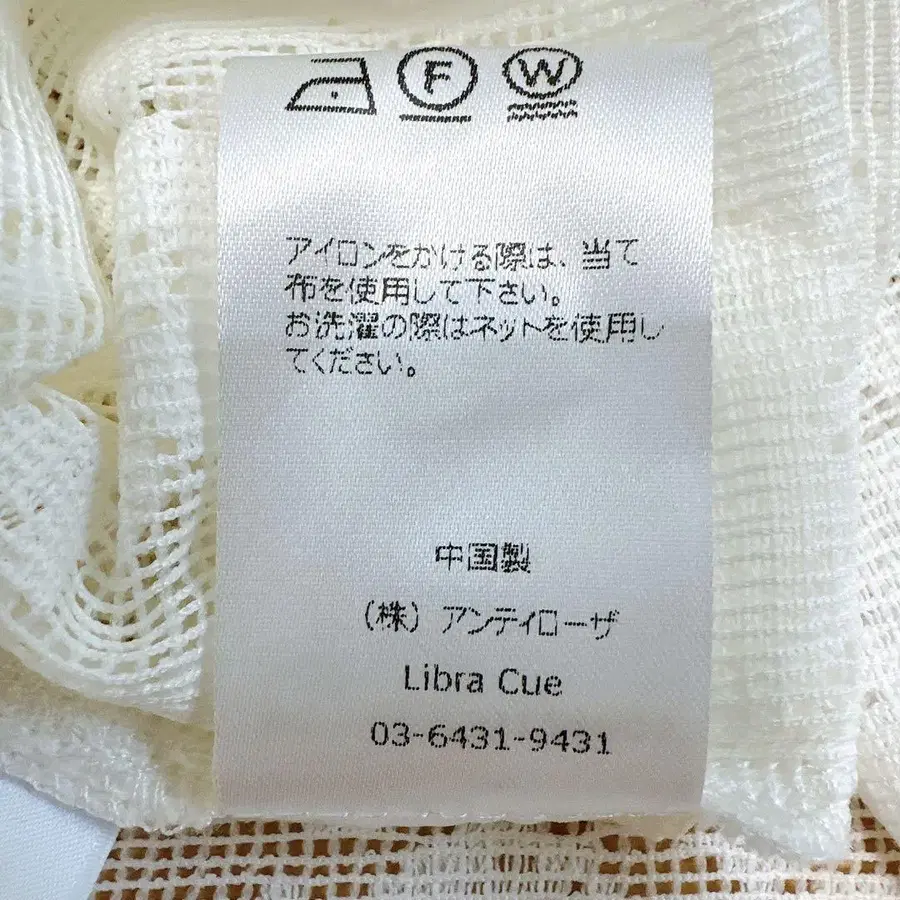 F W
アイロンをかける際は、当て
布を使用して下さい。
お洗濯の際はネットを使用し
てください。
中国製
(株) アンティローザ
Libra Cue
03-6431-9431